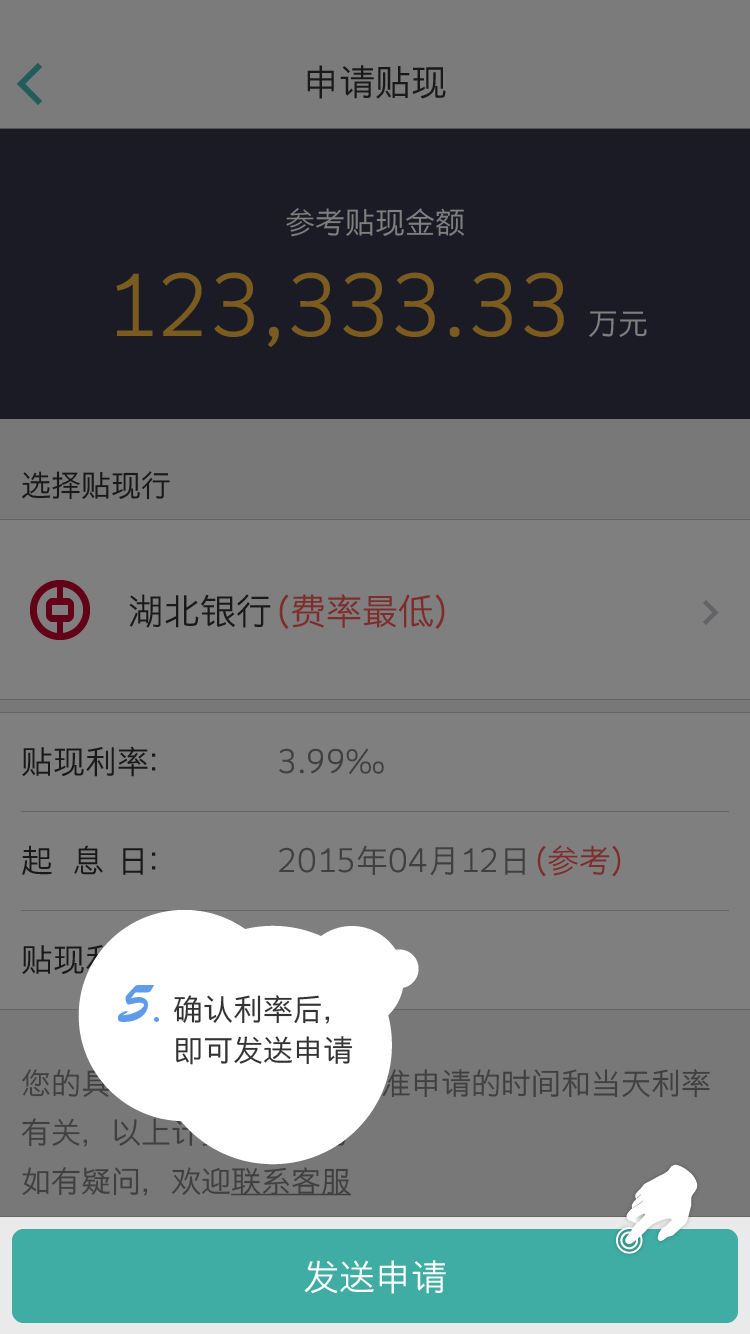 申请贴现
参考贴现金额
123,333.33 万元
选择贴现行
湖北银行(费率最低)
贴现利率: 3.99‰
起息日: 2015年04月12日(参考)
贴现
5. 确认利率后,
即可发送申请
您的具 准申请的时间和当天利率
有关, 以上
如有疑问, 欢迎联系客服
发送申请